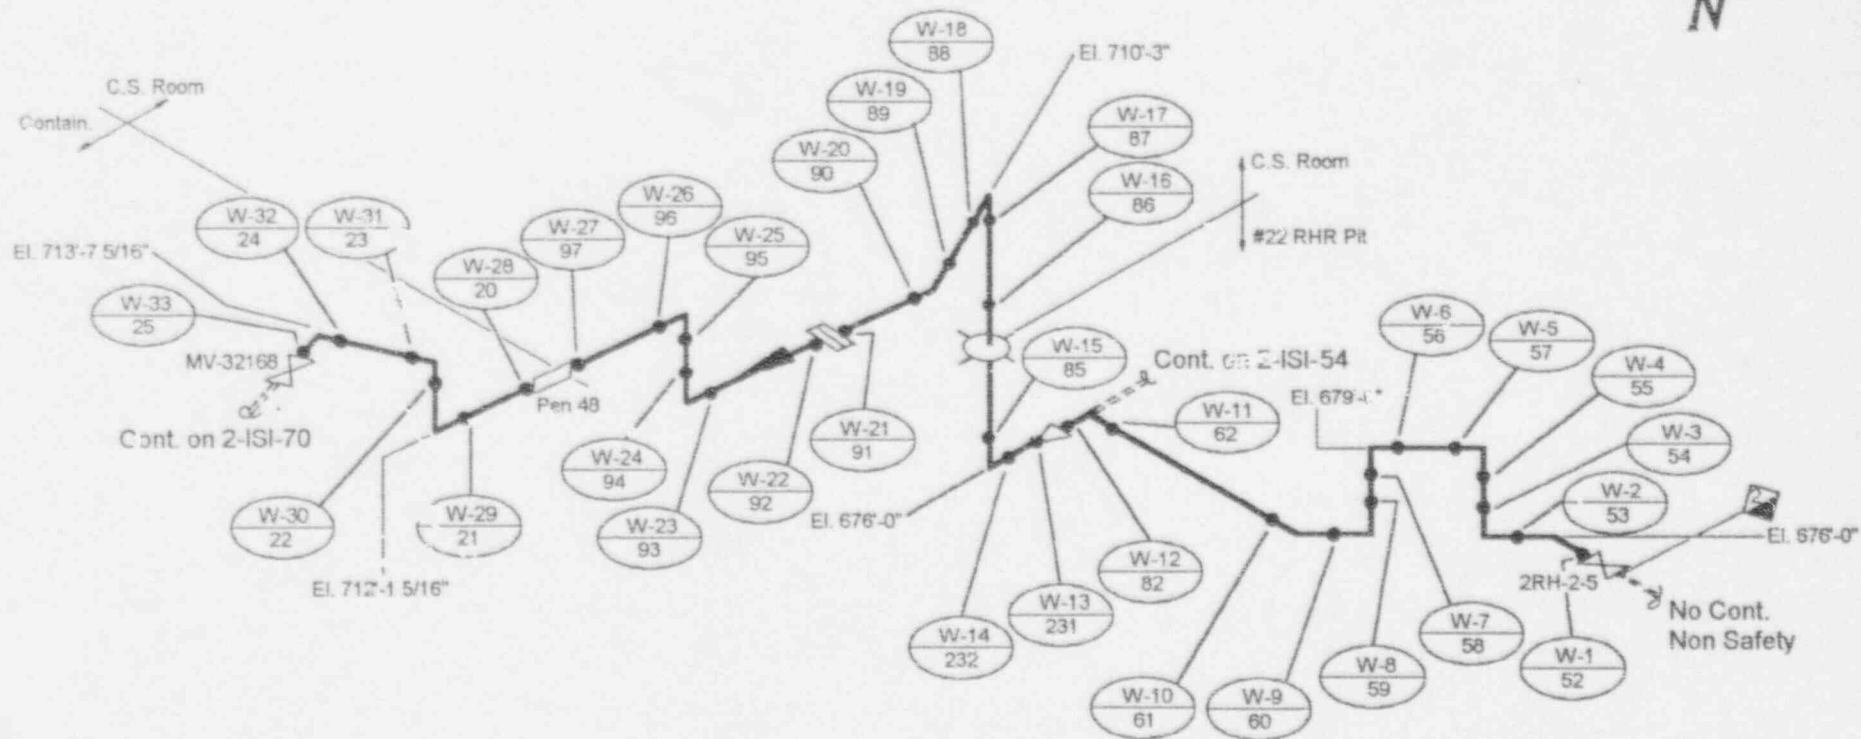 N
W-18
88
El. 710'-3"
C.S. Room
Contain.
W-19
89
W-17
87
W-20
90
C.S. Room
W-16
86
#22 RHR Pit
W-26
96
W-32
24
W-31
23
W-27
97
W-25
95
El. 713'-7 5/16"
W-28
20
W-33
25
MV-32168
Pen 48
Cont. on 2-ISI-70
W-15
85
Cont. on 2-ISI-54
W-6
56
W-5
57
W-4
55
El. 679'
W-11
62
W-21
91
W-3
54
W-24
94
W-22
92
W-2
53
W-30
22
W-29
21
W-23
93
El. 676'-0"
El. 676'-0"
W-12
82
El. 712'-1 5/16"
2RH-2-5
W-13
231
W-14
232
No Cont.
Non Safety
W-7
58
W-1
52
W-8
59
W-10
61
W-9
60